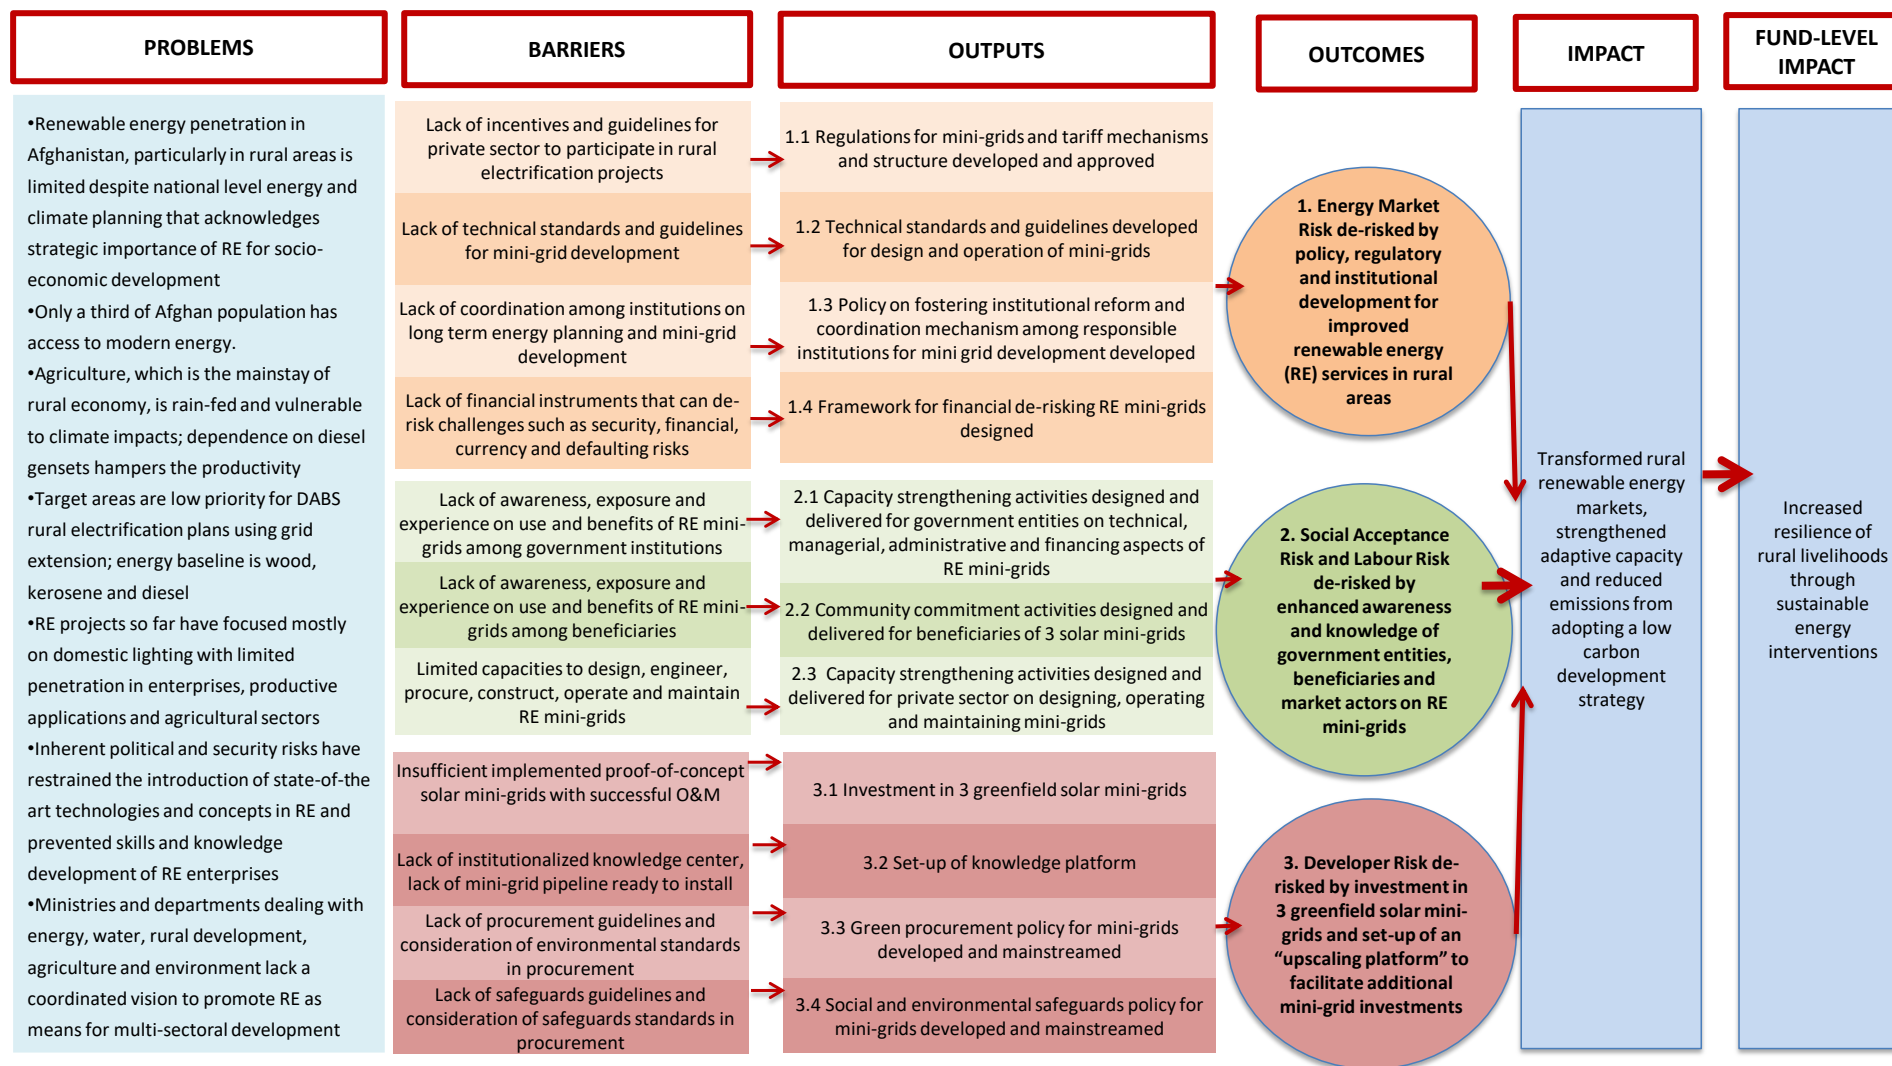 PROBLEMS
BARRIERS
OUTPUTS
OUTCOMES
IMPACT
FUND-LEVEL
IMPACT
•Renewable energy penetration in
Afghanistan, particularly in rural areas is
limited despite national level energy and
climate planning that acknowledges
strategic importance of RE for socio-
economic development
•Only a third of Afghan population has
access to modern energy.
•Agriculture, which is the mainstay of
rural economy, is rain-fed and vulnerable
to climate impacts; dependence on diesel
gensets hampers the productivity
•Target areas are low priority for DABS
rural electrification plans using grid
extension; energy baseline is wood,
kerosene and diesel
•RE projects so far have focused mostly
on domestic lighting with limited
penetration in enterprises, productive
applications and agricultural sectors
•Inherent political and security risks have
restrained the introduction of state-of-the
art technologies and concepts in RE and
prevented skills and knowledge
development of RE enterprises
•Ministries and departments dealing with
energy, water, rural development,
agriculture and environment lack a
coordinated vision to promote RE as
means for multi-sectoral development
Lack of incentives and guidelines for
private sector to participate in rural
electrification projects
Lack of technical standards and guidelines
for mini-grid development
Lack of coordination among institutions on
long term energy planning and mini-grid
development
Lack of financial instruments that can de-
risk challenges such as security, financial,
currency and defaulting risks
Lack of awareness, exposure and
experience on use and benefits of RE mini-
grids among government institutions
Lack of awareness, exposure and
experience on use and benefits of RE mini-
grids among beneficiaries
Limited capacities to design, engineer,
procure, construct, operate and maintain
RE mini-grids
Insufficient implemented proof-of-concept
solar mini-grids with successful O&M
Lack of institutionalized knowledge center,
lack of mini-grid pipeline ready to install
Lack of procurement guidelines and
consideration of environmental standards
in procurement
Lack of safeguards guidelines and
consideration of safeguards standards in
procurement
1.1 Regulations for mini-grids and tariff mechanisms
and structure developed and approved
1.2 Technical standards and guidelines developed
for design and operation of mini-grids
1.3 Policy on fostering institutional reform and
coordination mechanism among responsible
institutions for mini grid development developed
1.4 Framework for financial de-risking RE mini-grids
designed
2.1 Capacity strengthening activities designed and
delivered for government entities on technical,
managerial, administrative and financing aspects of
RE mini-grids
2.2 Community commitment activities designed and
delivered for beneficiaries of 3 solar mini-grids
2.3 Capacity strengthening activities designed and
delivered for private sector on designing, operating
and maintaining mini-grids
3.1 Investment in 3 greenfield solar mini-grids
3.2 Set-up of knowledge platform
3.3 Green procurement policy for mini-grids
developed and mainstreamed
3.4 Social and environmental safeguards policy for
mini-grids developed and mainstreamed
1. Energy Market
Risk de-risked by
policy, regulatory
and institutional
development for
improved
renewable energy
(RE) services in rural
areas
2. Social Acceptance
Risk and Labour Risk
de-risked by
enhanced awareness
and knowledge of
government entities,
beneficiaries and
market actors on RE
mini-grids
3. Developer Risk de-
risked by investment in
3 greenfield solar mini-
grids and set-up of an
“upscaling platform” to
facilitate additional
mini-grid investments
Transformed rural
renewable energy
markets,
strengthened
adaptive capacity
and reduced
emissions from
adopting a low
carbon
development
strategy
Increased
resilience of
rural livelihoods
through
sustainable
energy
interventions